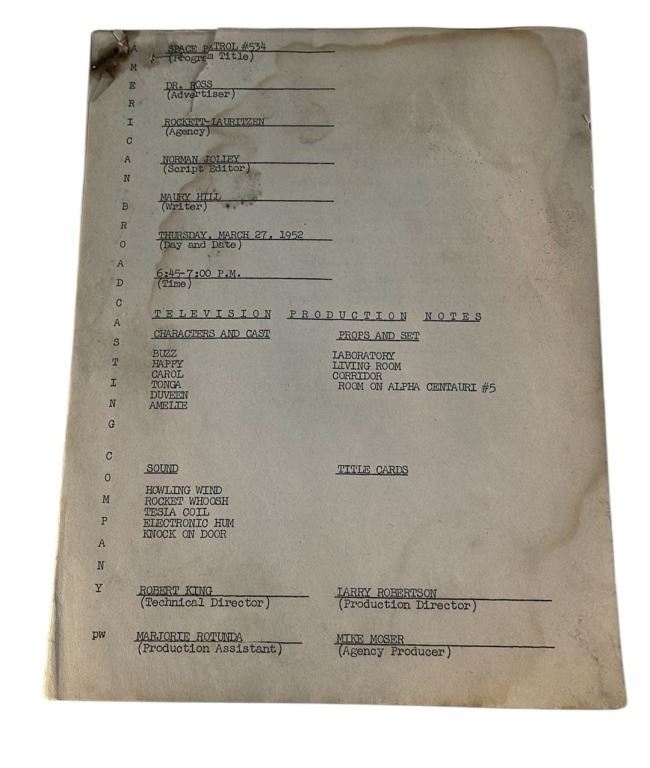 AMERICAN BROADCASTING COMPANY
SPACE PATROL #534
(Program Title)
DR. ROSS
(Advertiser)
ROCKETT-LAURITZEN
(Agency)
NORMAN JOLLEY
(Script Editor)
MAURY HILL
(Writer)
THURSDAY, MARCH 27, 1952
(Day and Date)
6:45-7:00 P.M.
(Time)
TELEVISION PRODUCTION NOTES
CHARACTERS AND CAST
BUZZ
HAPPY
CAROL
TONGA
DUVEEN
AMELIE
PROPS AND SET
LABORATORY
LIVING ROOM
CORRIDOR
ROOM ON ALPHA CENTAURI #5
SOUND
HOWLING WIND
ROCKET WHOOSH
TESLA COIL
ELECTRONIC HUM
KNOCK ON DOOR
TITLE CARDS
ROBERT KING
(Technical Director)
LARRY ROBERTSON
(Production Director)
pw
MARJORIE ROTUNDA
(Production Assistant)
MIKE MOSER
(Agency Producer)